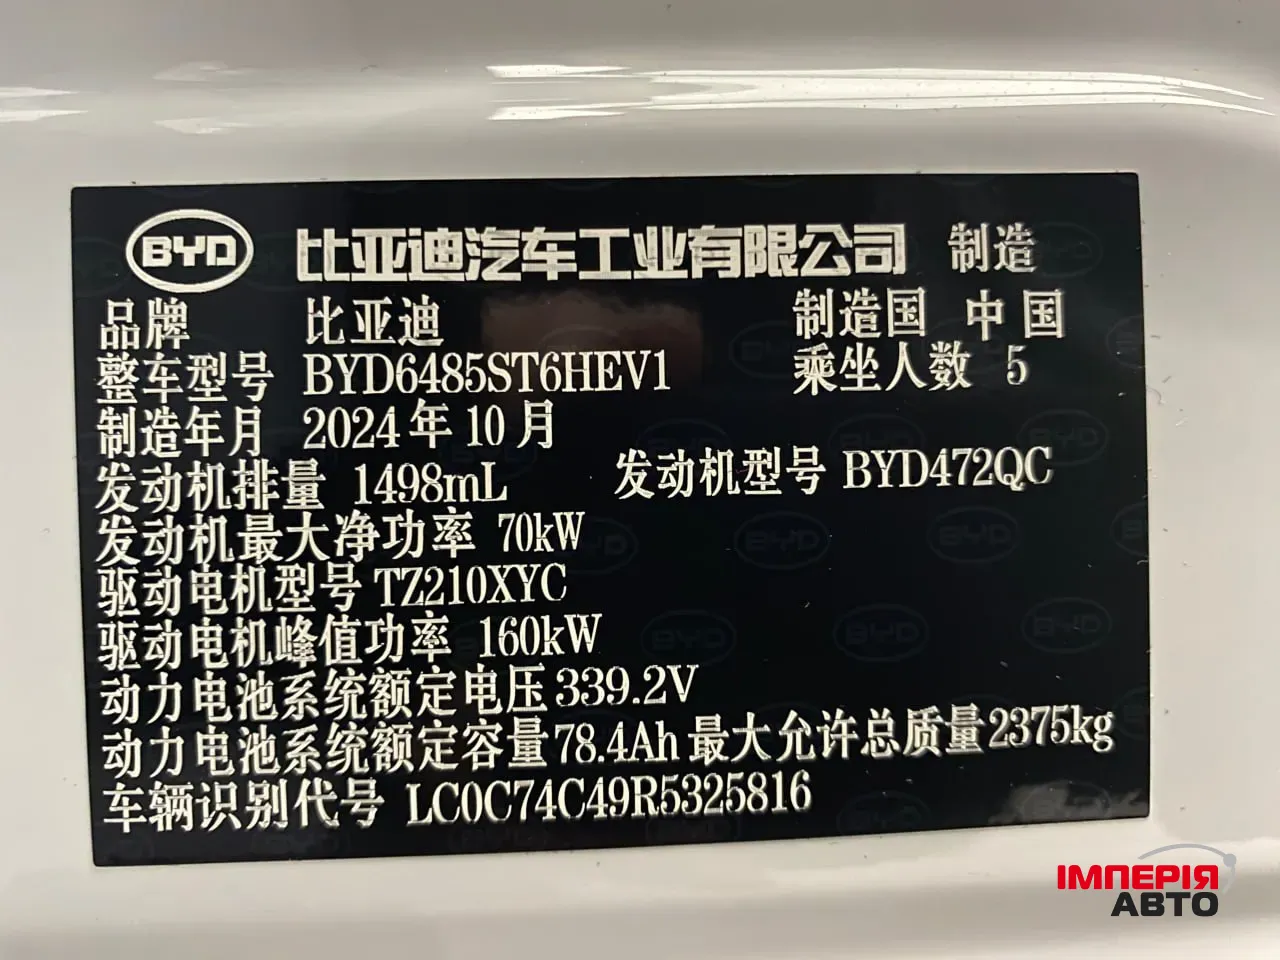 BYD 比亚迪汽车工业有限公司 制造
品牌 比亚迪 制造国 中国
整车型号 BYD6485ST6HEV1 乘坐人数 5
制造年月 2024年10月
发动机排量 1498mL 发动机型号 BYD472QC
发动机最大净功率 70kW
驱动电机型号 TZ210XYC
驱动电机峰值功率 160kW
动力电池系统额定电压 339.2V
动力电池系统额定容量 78.4Ah 最大允许总质量 2375kg
车辆识别代号 LC0C74C49R5325816
ІМПЕРІЯ
АВТО